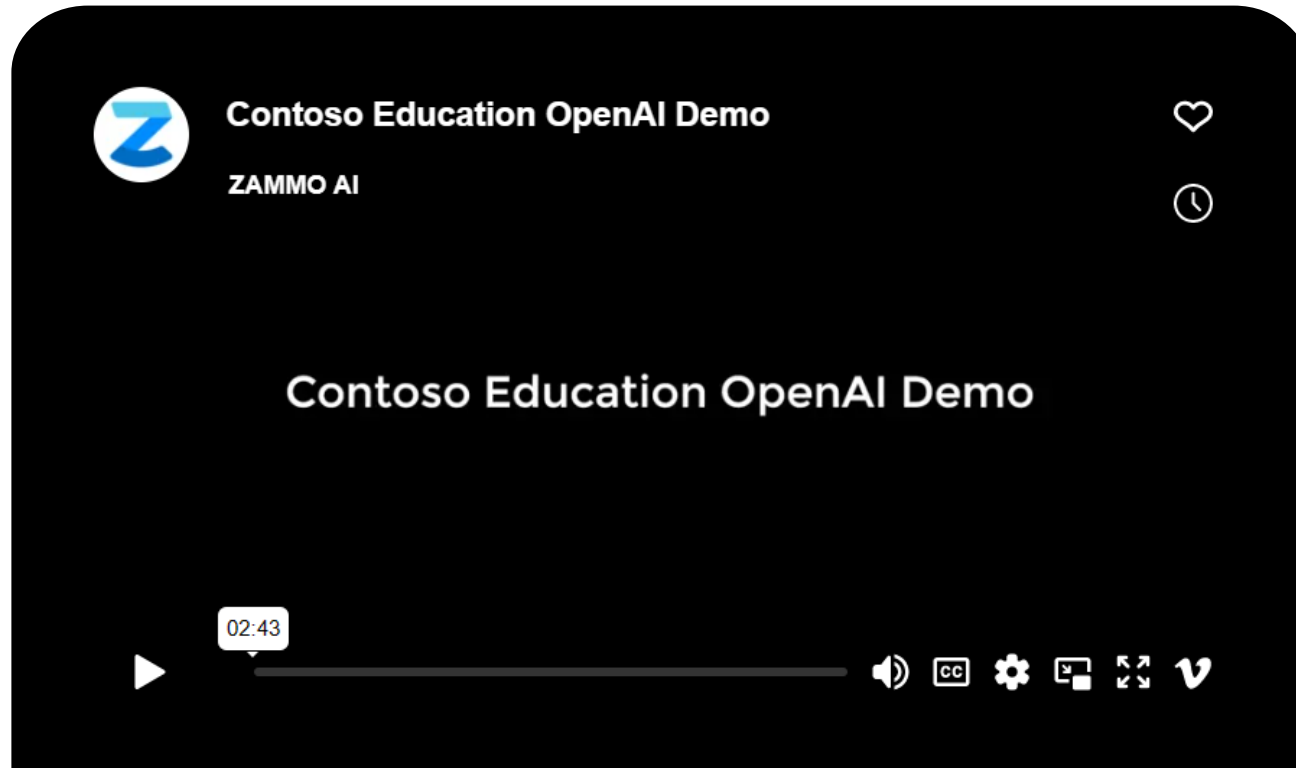 Contoso Education OpenAI Demo
ZAMMO AI
Contoso Education OpenAI Demo
02:43
CC